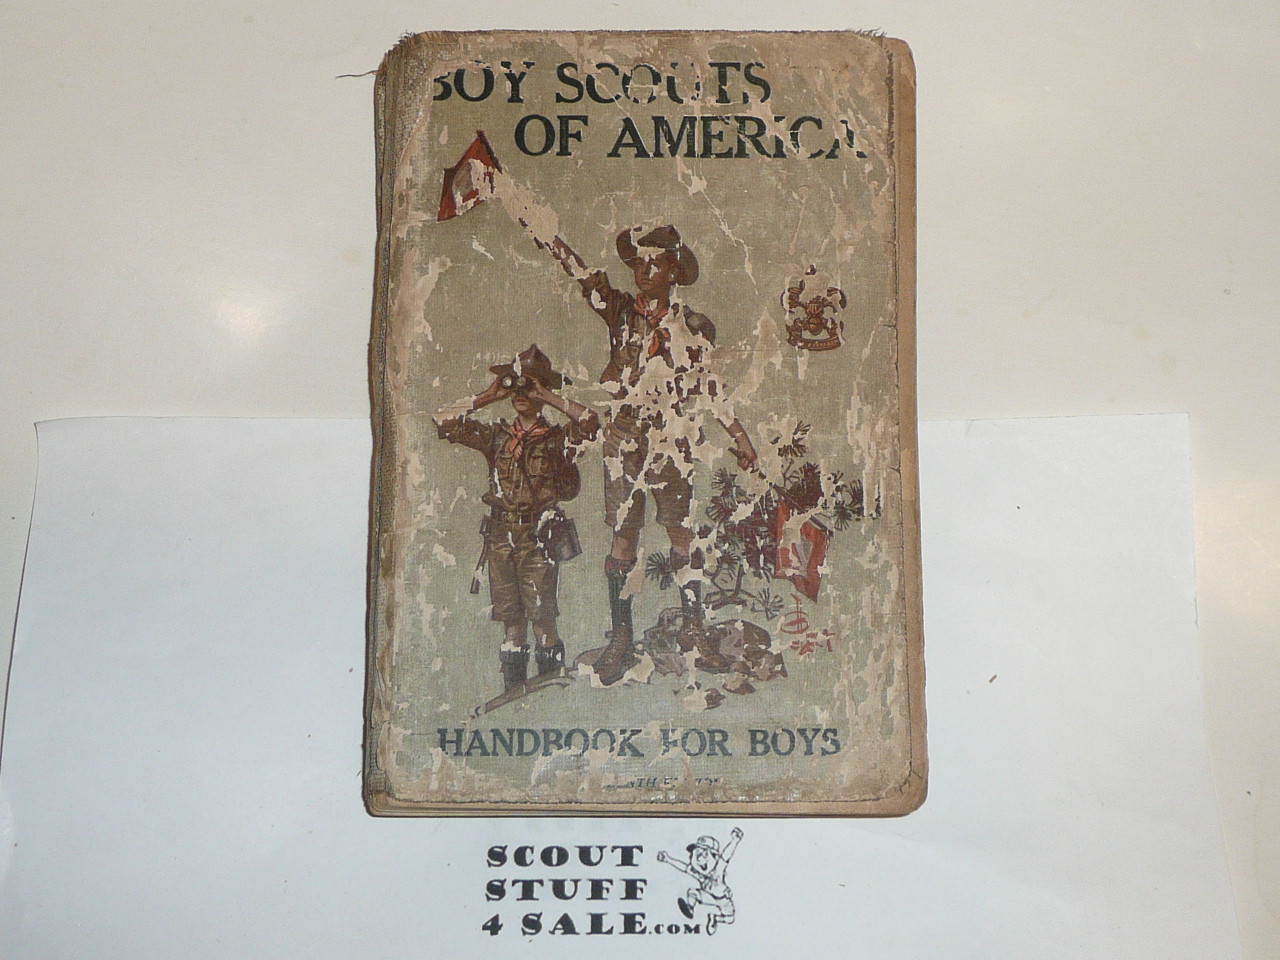 BOY SCOUTS
OF AMERICA
HANDBOOK FOR BOYS
SCOUT
STUFF
4 SALE.COM